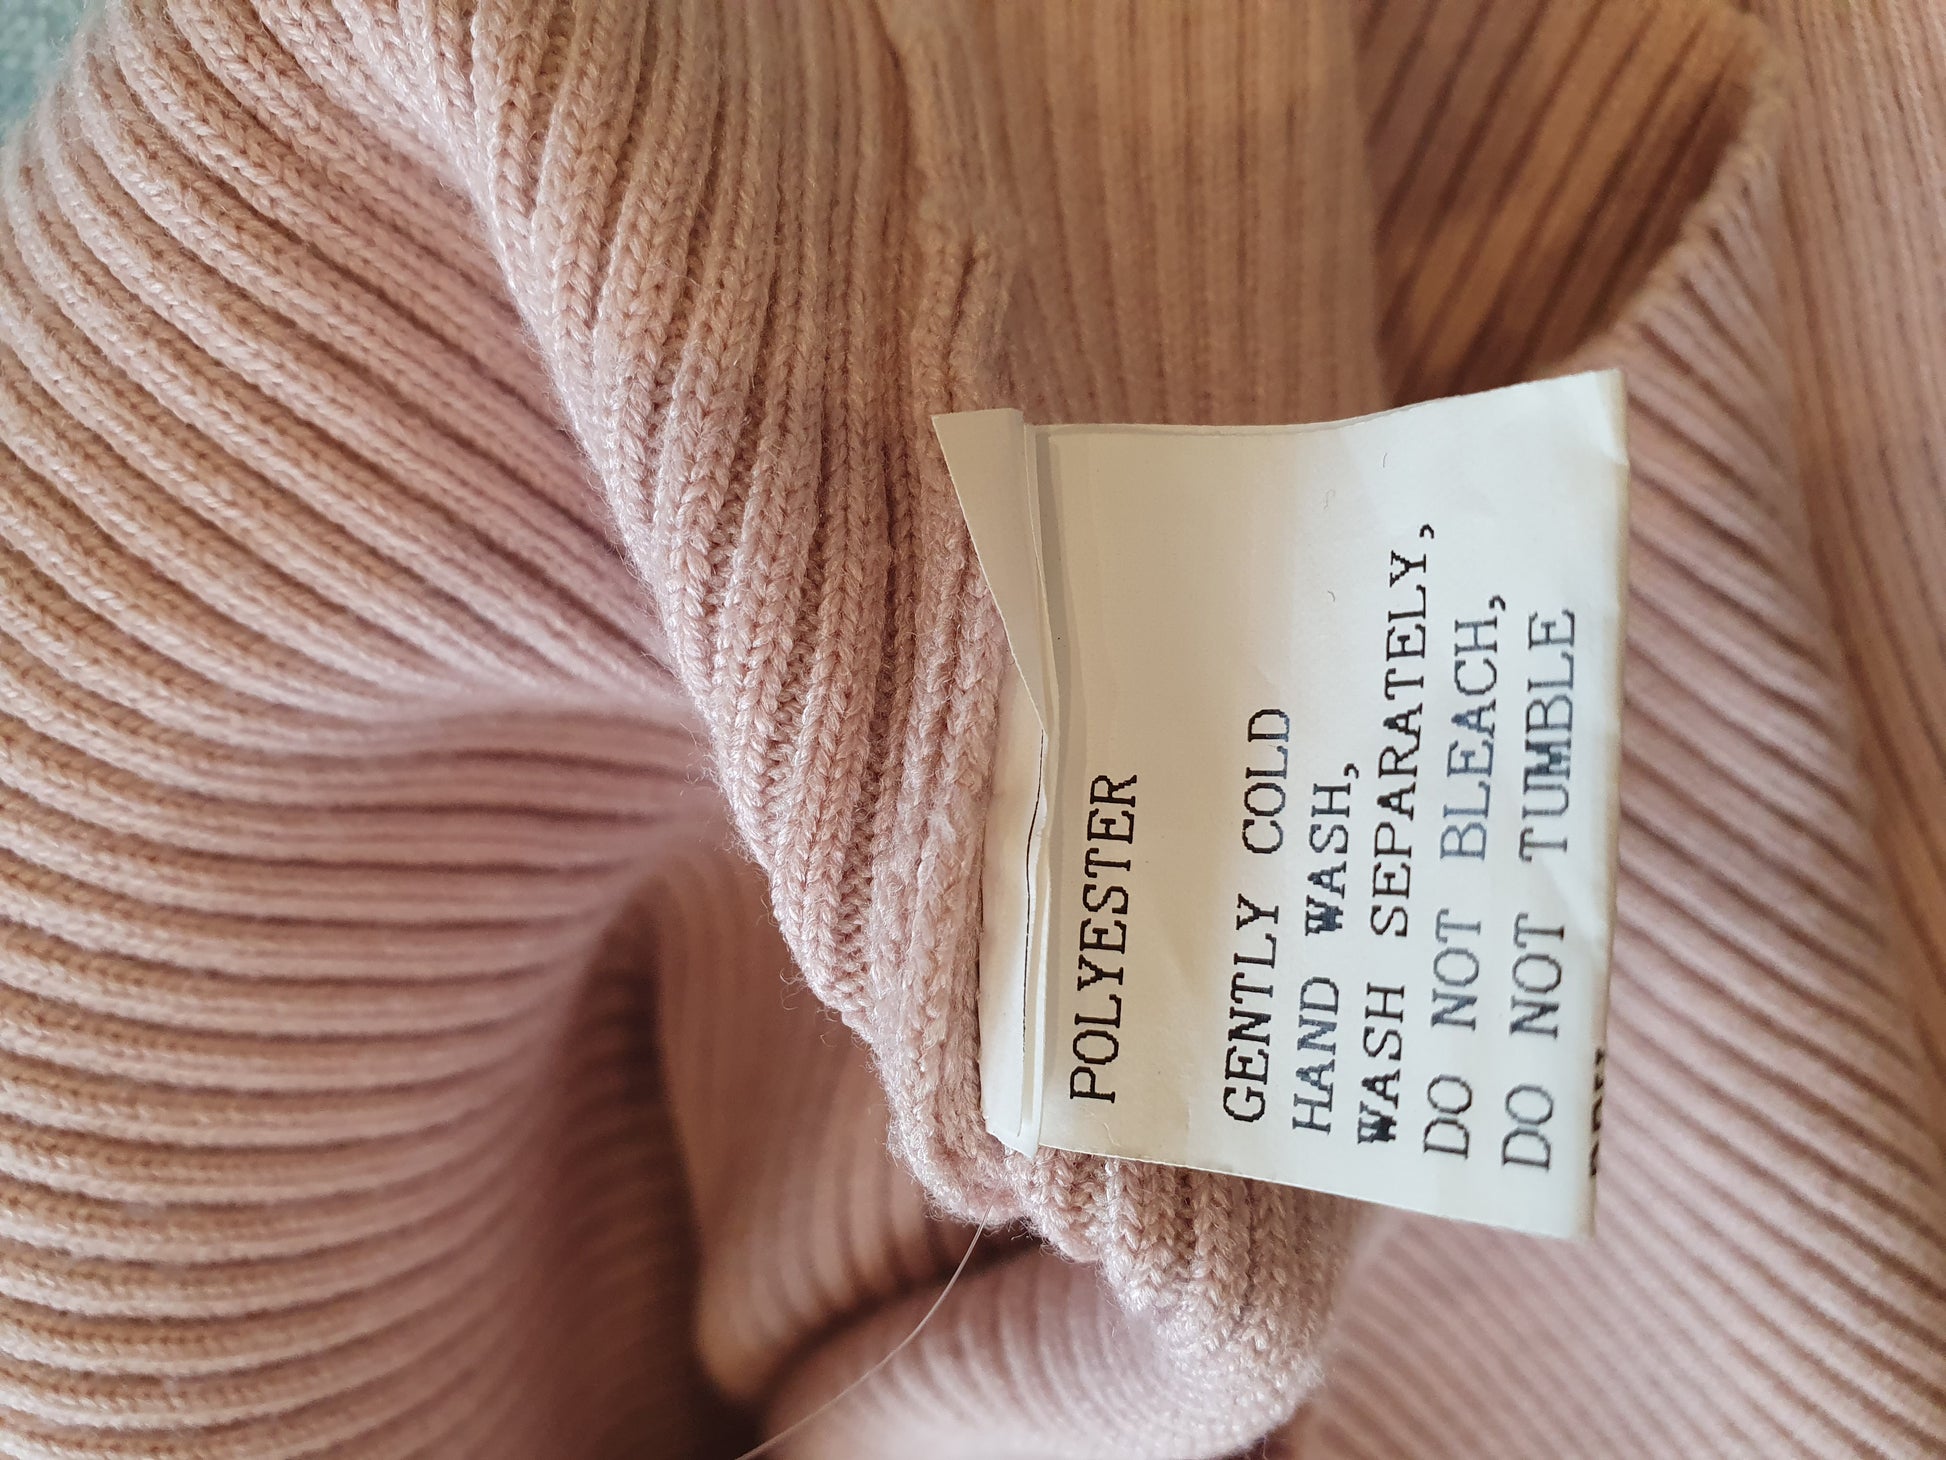 POLYESTER
GENTLY COLD
HAND WASH,
WASH SEPARATELY,
DO NOT BLEACH,
DO NOT TUMBLE